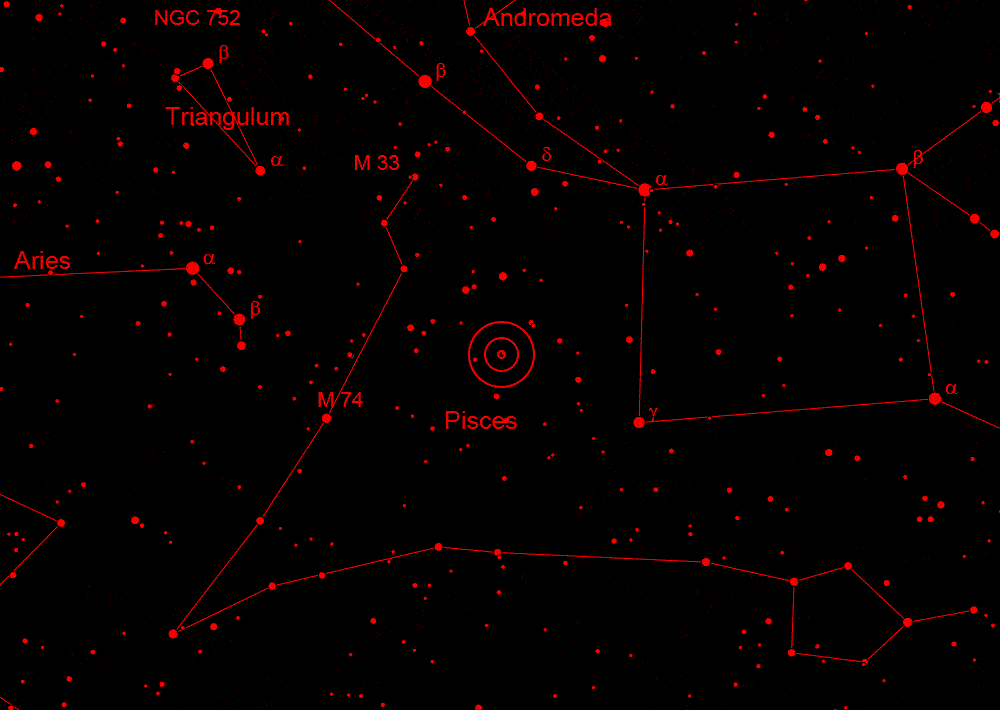 NGC 752
Andromeda
β
β
Triangulum
α
M 33
δ
α
β
Aries
α
β
M 74
Pisces
γ
α